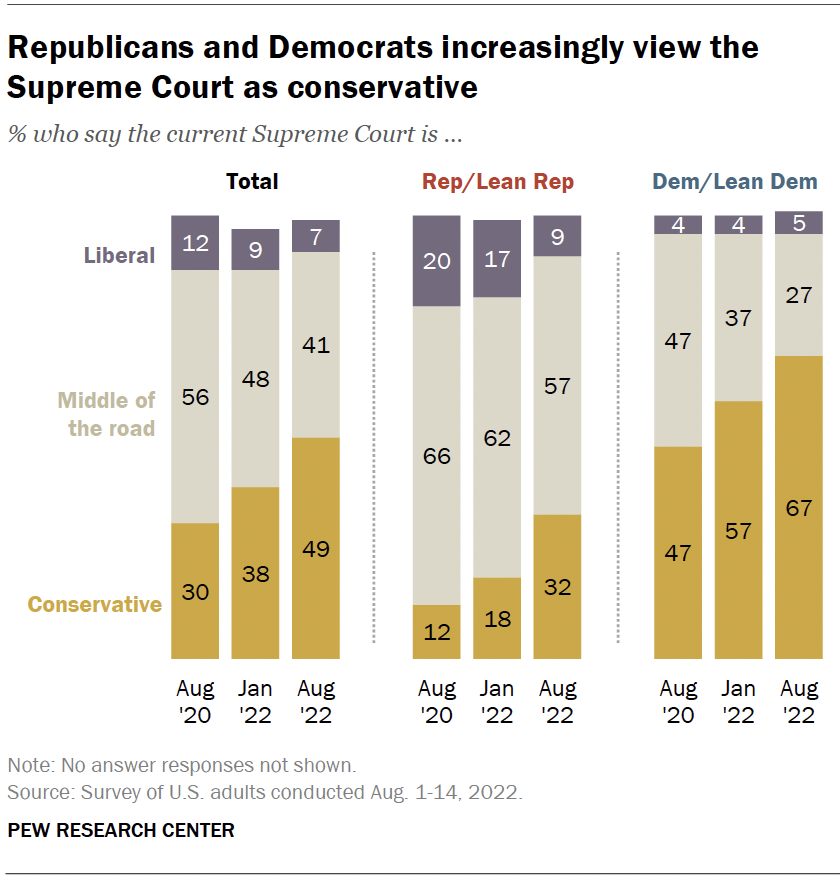 Republicans and Democrats increasingly view the
Supreme Court as conservative
% who say the current Supreme Court is ...
Total
Rep/Lean Rep
Dem/Lean Dem
Liberal
12
9
7
20
17
9
4
4
5
Middle of
the road
56
48
41
66
62
57
47
37
27
Conservative
30
38
49
12
18
32
47
57
67
Aug Jan Aug Aug Jan Aug Aug Jan Aug
'20 '22 '22 '20 '22 '22 '20 '22 '22
Note: No answer responses not shown.
Source: Survey of U.S. adults conducted Aug. 1-14, 2022.
PEW RESEARCH CENTER